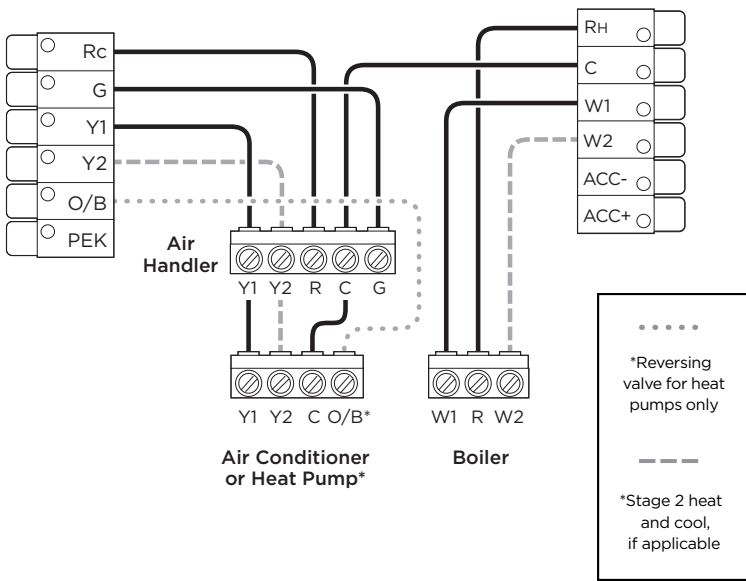 Rc
G
Y1
Y2
O/B
PEK
RH
C
W1
W2
ACC-
ACC+
Air
Handler
Y1 Y2 R C G
Y1 Y2 C O/B*
Air Conditioner
or Heat Pump*
W1 R W2
Boiler
*Reversing
valve for heat
pumps only
*Stage 2 heat
and cool,
if applicable